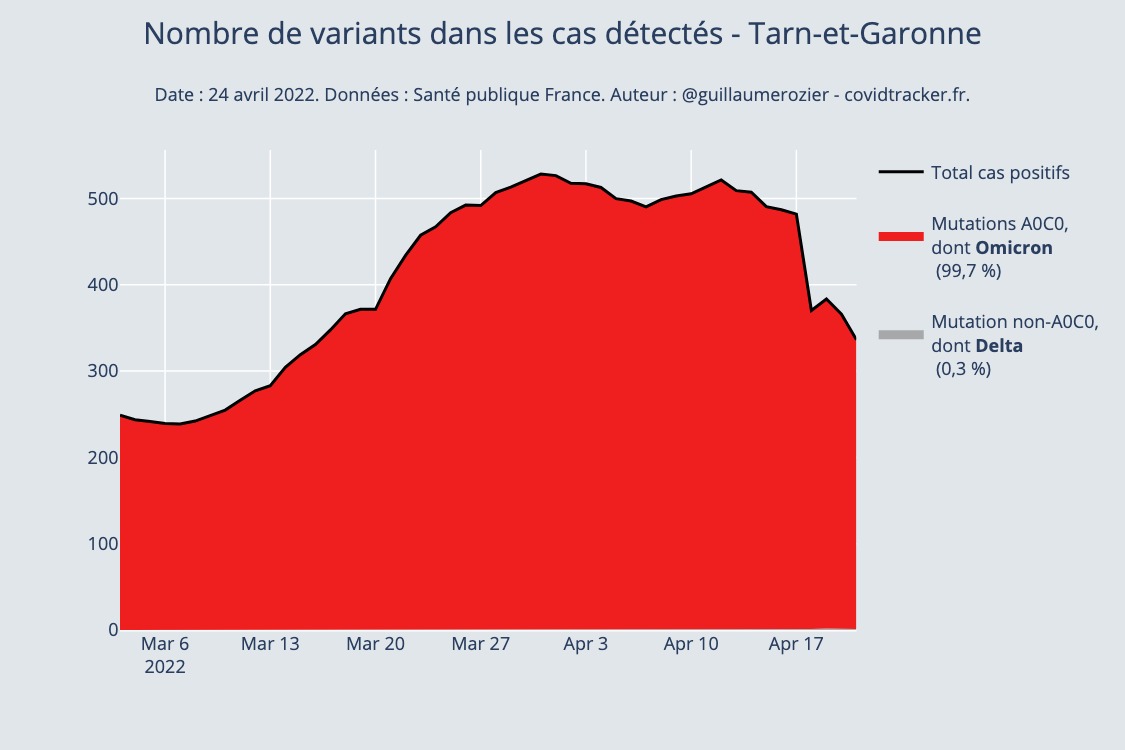 Nombre de variants dans les cas détectés - Tarn-et-Garonne
Date : 24 avril 2022. Données : Santé publique France. Auteur : @guillaumerozier - covidtracker.fr.
Total cas positifs
Mutations A0C0,
dont Omicron
(99,7 %)
Mutation non-A0C0,
dont Delta
(0,3 %)
500
400
300
200
100
0
Mar 6 Mar 13 Mar 20 Mar 27 Apr 3 Apr 10 Apr 17
2022